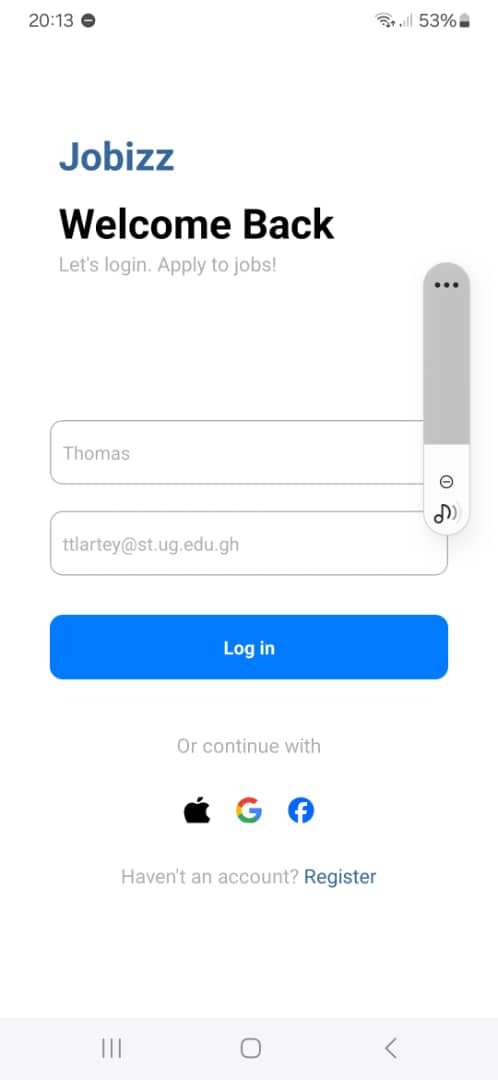 20:13
53%
Jobizz
Welcome Back
Let's login. Apply to jobs!
Thomas
ttlartey@st.ug.edu.gh
Log in
Or continue with
Haven't an account? Register